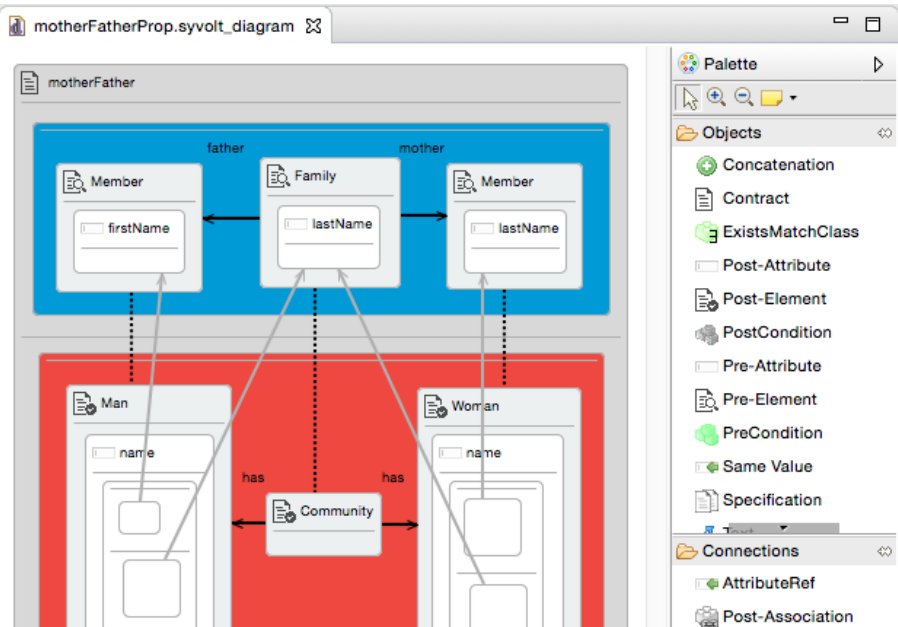 motherFatherProp.syvolt_diagram
motherFather
father
mother
Member
Family
Member
firstName
lastName
lastName
Man
Woman
name
name
has
has
Community
Palette
Objects
Concatenation
Contract
ExistsMatchClass
Post-Attribute
Post-Element
PostCondition
Pre-Attribute
Pre-Element
PreCondition
Same Value
Specification
Connections
AttributeRef
Post-Association